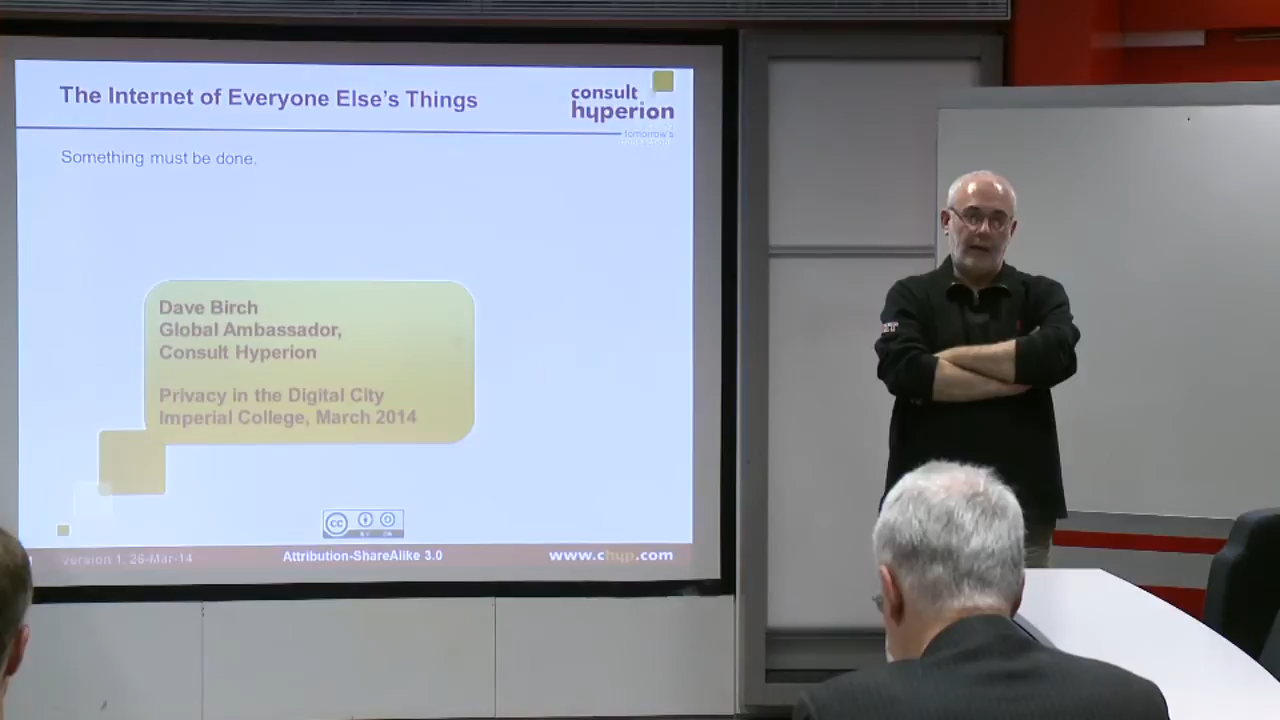 The Internet of Everyone Else's Things
consult
hyperion
tomorrow's
Something must be done.
Dave Birch
Global Ambassador,
Consult Hyperion
Privacy in the Digital City
Imperial College, March 2014
cc
Version 1, 26-Mar-14
Attribution-ShareAlike 3.0
www.chyp.com